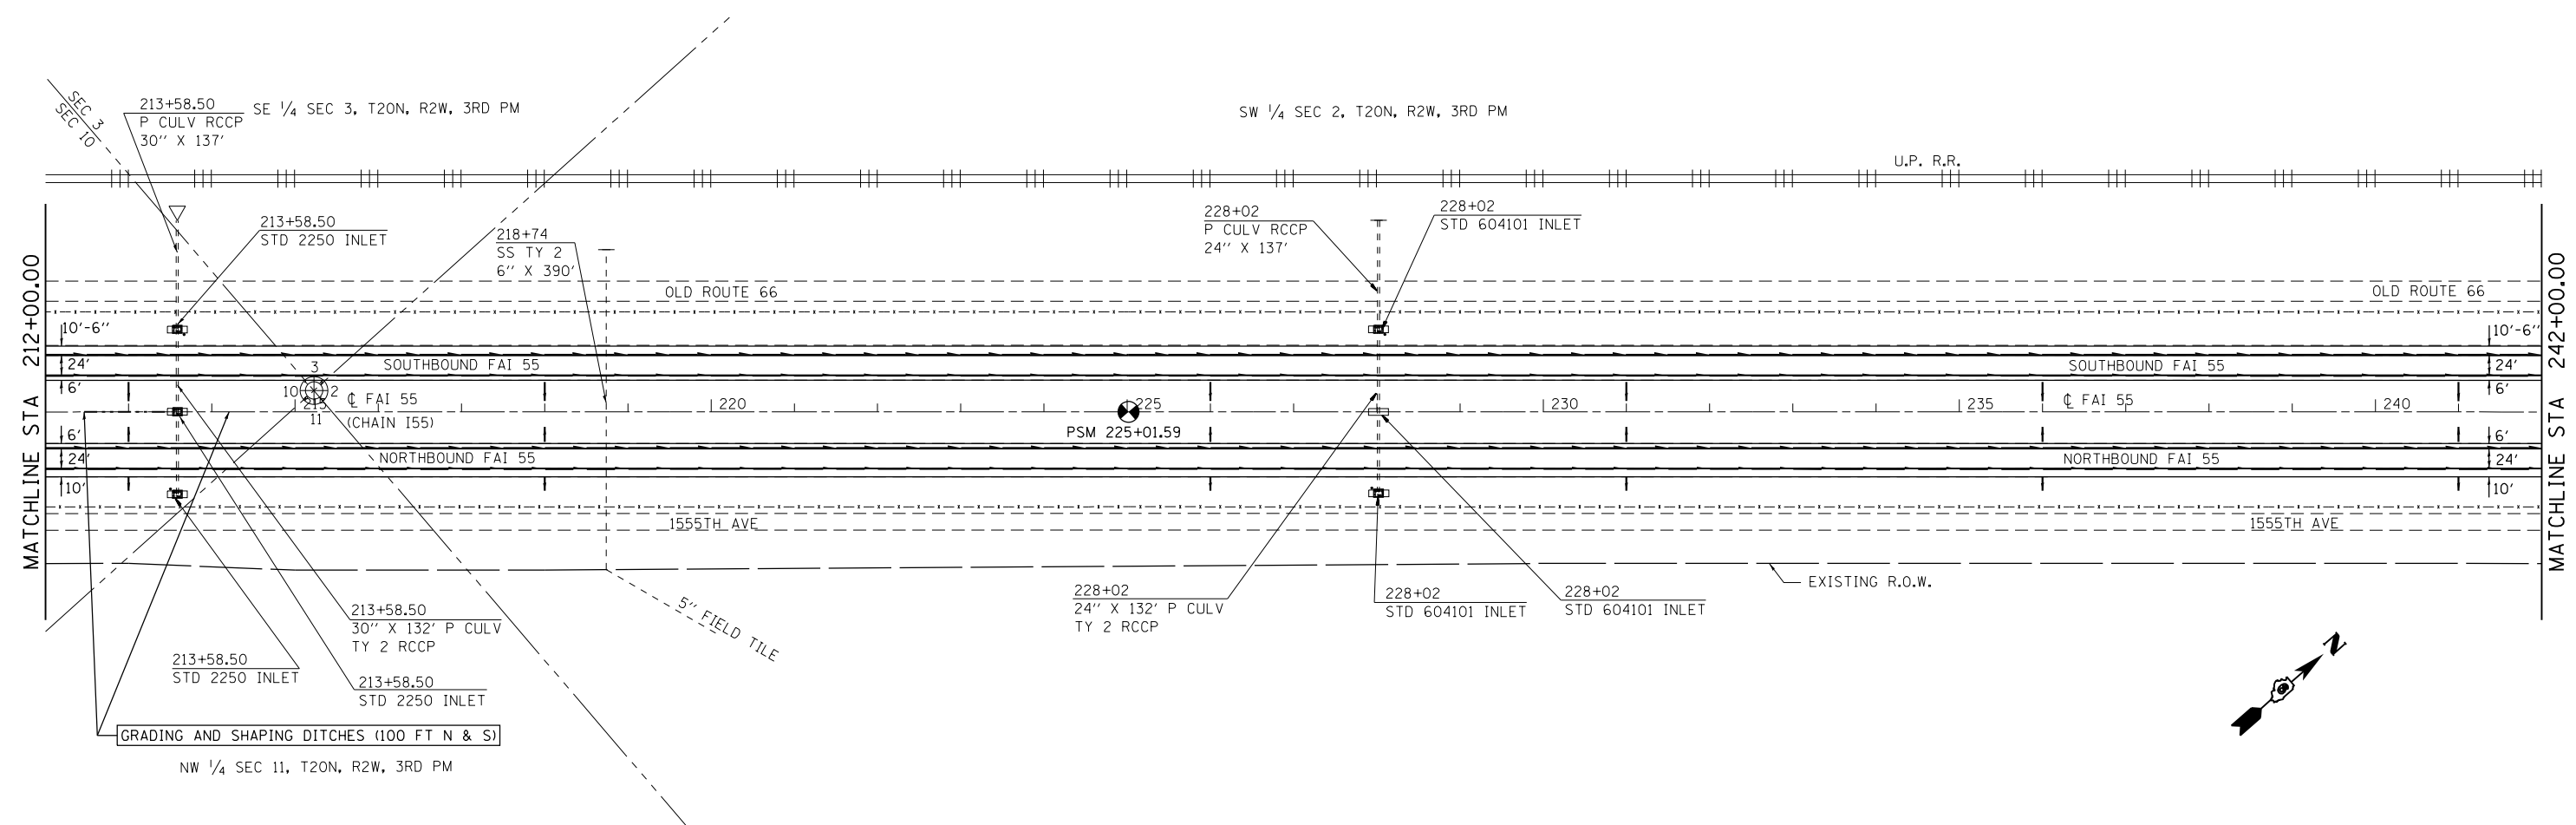 SEC 3
SEC 10
213+58.50
P CULV RCCP
30" X 137'
SE 1/4 SEC 3, T20N, R2W, 3RD PM
SW 1/4 SEC 2, T20N, R2W, 3RD PM
U.P. R.R.
213+58.50
STD 2250 INLET
218+74
SS TY 2
6" X 390'
228+02
P CULV RCCP
24" X 137'
228+02
STD 604101 INLET
OLD ROUTE 66
OLD ROUTE 66
MATCHLINE STA 212+00.00
MATCHLINE STA 242+00.00
10'-6"
24'
6'
SOUTHBOUND FAI 55
SOUTHBOUND FAI 55
10'-6"
24'
6'
3
10
2
11
215
℄ FAI 55
(CHAIN I55)
220
225
230
235
℄ FAI 55
240
PSM 225+01.59
6'
24'
10'
NORTHBOUND FAI 55
NORTHBOUND FAI 55
6'
24'
10'
1555TH AVE
1555TH AVE
EXISTING R.O.W.
5" FIELD TILE
213+58.50
30" X 132' P CULV
TY 2 RCCP
213+58.50
STD 2250 INLET
213+58.50
STD 2250 INLET
228+02
24" X 132' P CULV
TY 2 RCCP
228+02
STD 604101 INLET
228+02
STD 604101 INLET
GRADING AND SHAPING DITCHES (100 FT N & S)
NW 1/4 SEC 11, T20N, R2W, 3RD PM
N